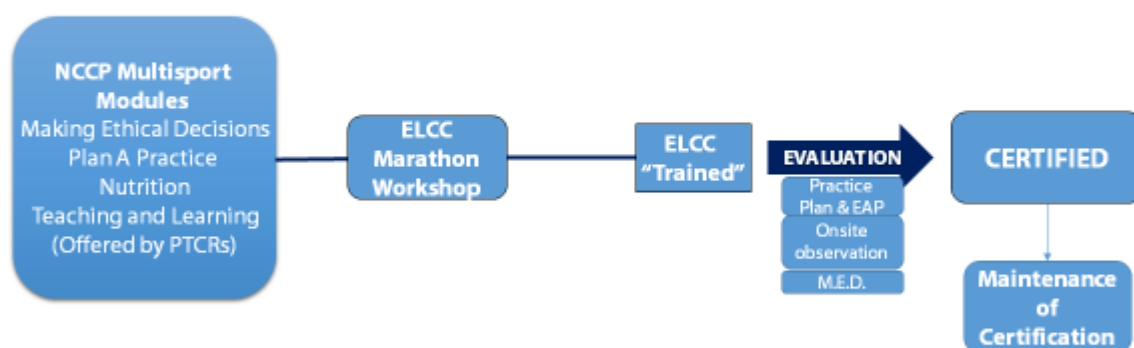 NCCP Multisport
Modules
Making Ethical Decisions
Plan A Practice
Nutrition
Teaching and Learning
(Offered by PTCRs)
ELCC
Marathon
Workshop
ELCC
“Trained”
EVALUATION
Practice
Plan & EAP
Onsite
observation
M.E.D.
CERTIFIED
Maintenance
of
Certification